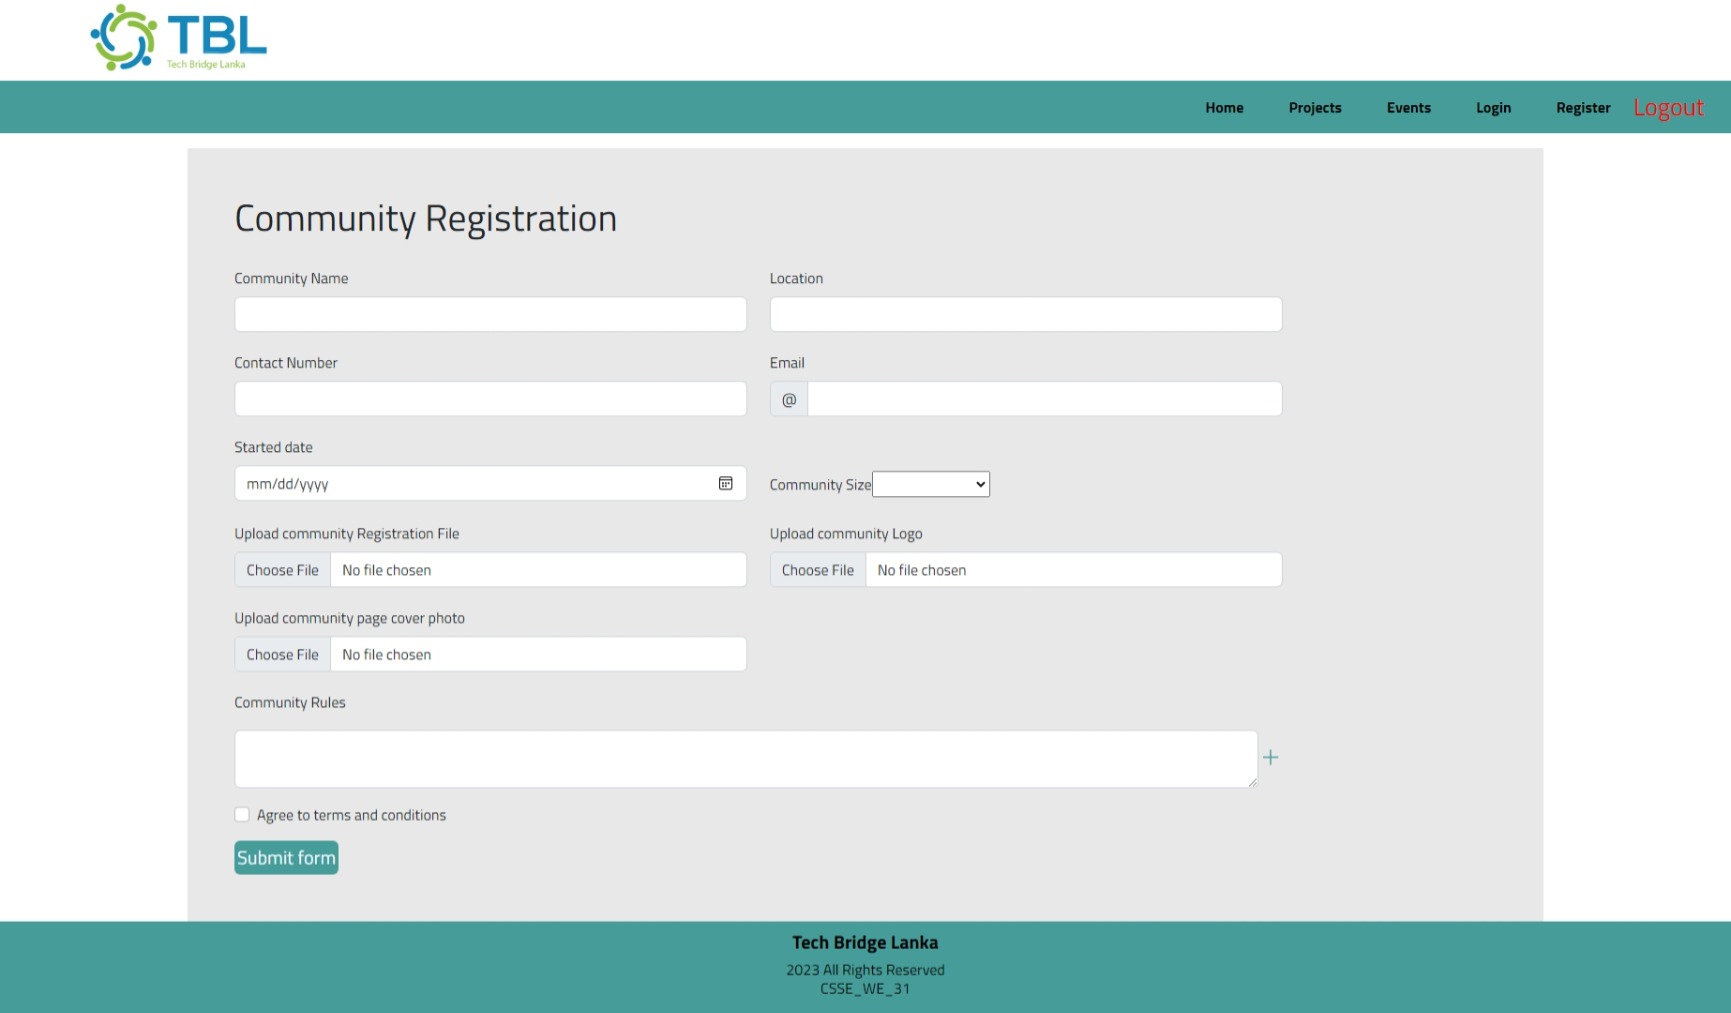 TBL
Tech Bridge Lanka
Home Projects Events Login Register Logout
Community Registration
Community Name Location
Contact Number Email
@
Started date
mm/dd/yyyy Community Size
Upload community Registration File Upload community Logo
Choose File No file chosen Choose File No file chosen
Upload community page cover photo
Choose File No file chosen
Community Rules
+
Agree to terms and conditions
Submit form
Tech Bridge Lanka
2023 All Rights Reserved
CSSE_WE_31